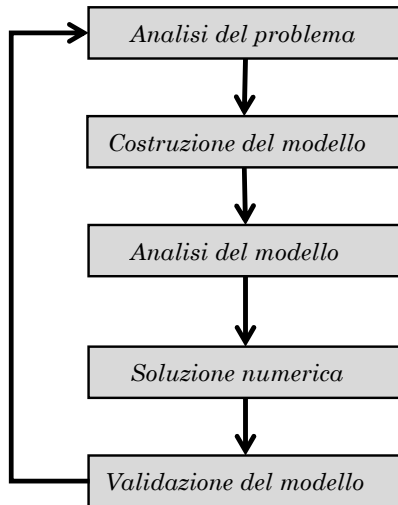 Analisi del problema
Costruzione del modello
Analisi del modello
Soluzione numerica
Validazione del modello